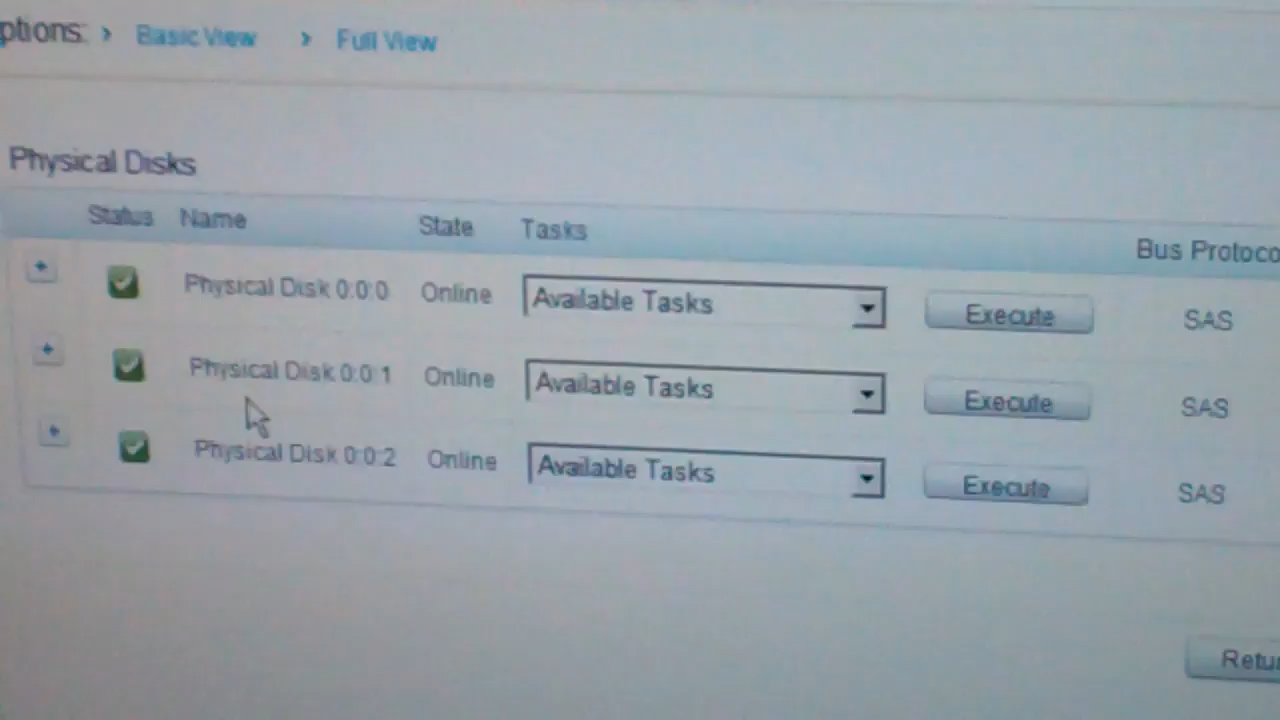 ptions: › Basic View › Full View
Physical Disks
Status Name State Tasks Bus Protoco
Physical Disk 0:0:0 Online Available Tasks Execute SAS
Physical Disk 0:0:1 Online Available Tasks Execute SAS
Physical Disk 0:0:2 Online Available Tasks Execute SAS
Retur